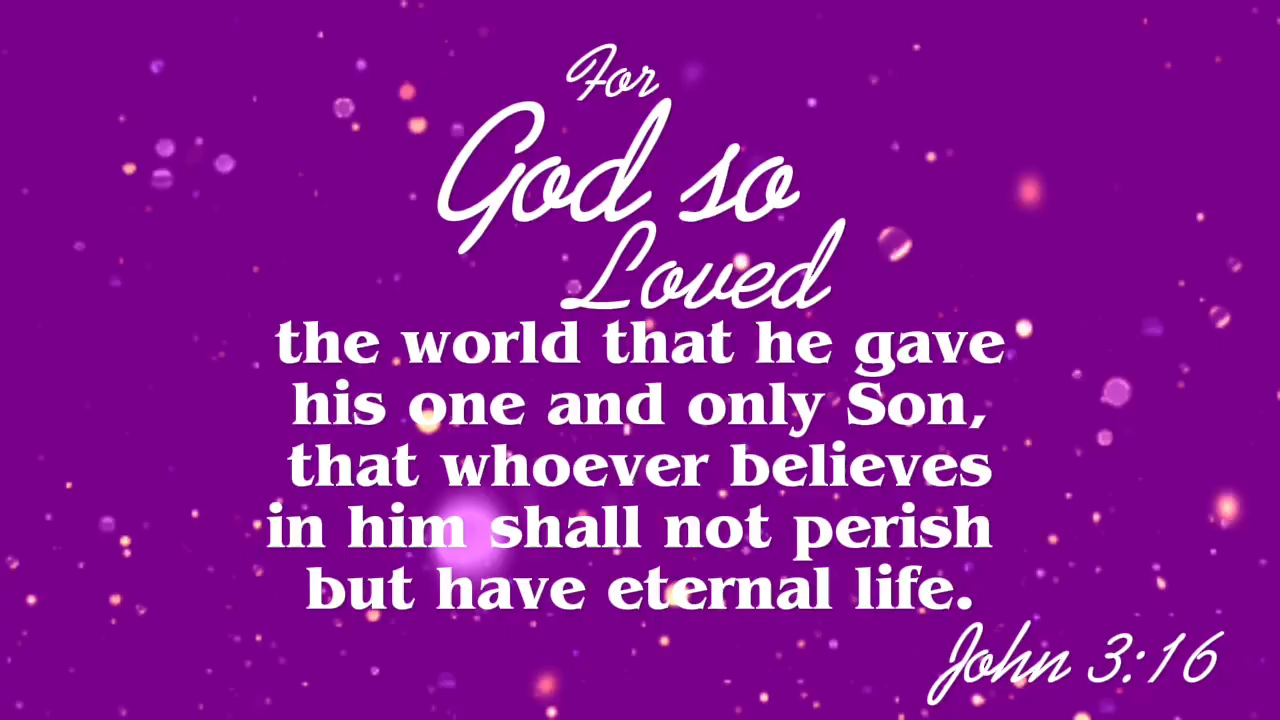 For
God so
Loved
the world that he gave
his one and only Son,
that whoever believes
in him shall not perish
but have eternal life.
John 3:16